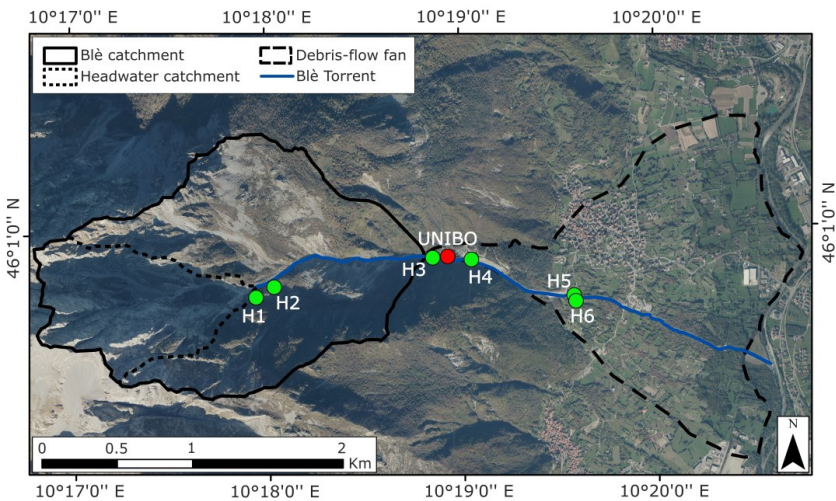 10°17'0'' E 10°18'0'' E 10°19'0'' E 10°20'0'' E
Blè catchment
Debris-flow fan
Headwater catchment
Blè Torrent
46°1'0'' N
46°1'0'' N
UNIBO
H3
H4
H2
H1
H5
H6
N
0 0.5 1 2
Km
10°17'0'' E 10°18'0'' E 10°19'0'' E 10°20'0'' E